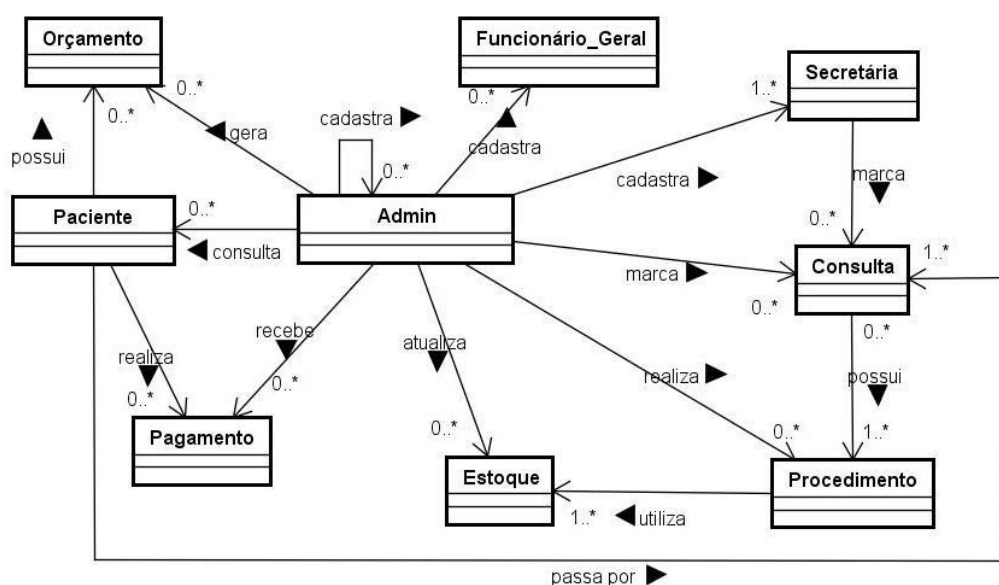 Orçamento
Funcionário_Geral
Secretária
0..*
0..*
0..*
1..*
cadastra
gera
cadastra
possui
0..*
cadastra
marca
Paciente
0..*
Admin
0..*
consulta
marca
Consulta
1..*
0..*
0..*
recebe
atualiza
realiza
realiza
possui
0..*
0..*
Pagamento
0..*
0..*
1..*
Estoque
Procedimento
1..*
utiliza
passa por